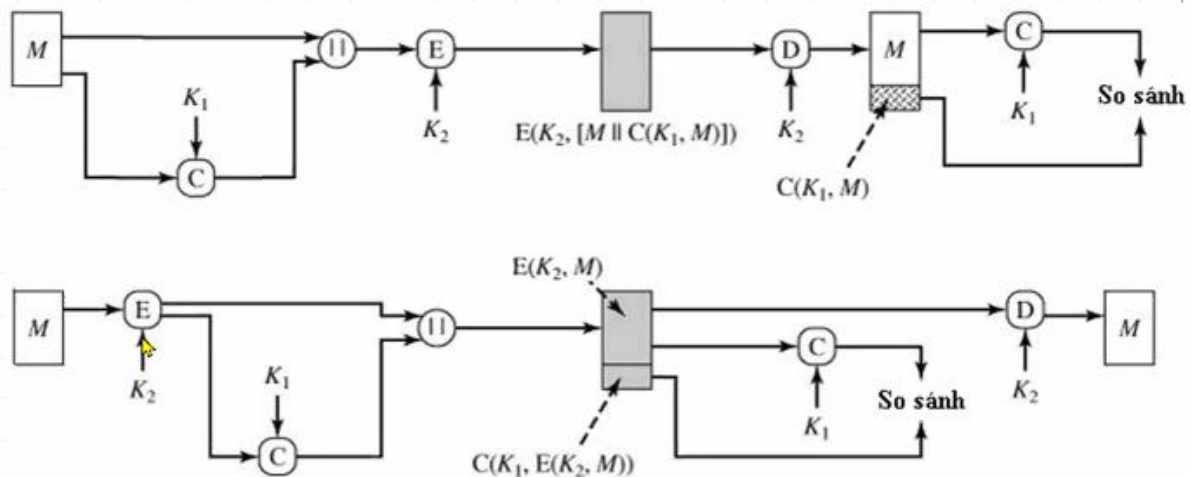 M
K1
C
||
E
K2
E(K2, [M || C(K1, M)])
D
K2
M
C(K1, M)
C
K1
So sánh
M
E
K2
K1
C
||
E(K2, M)
C(K1, E(K2, M))
C
K1
So sánh
D
K2
M